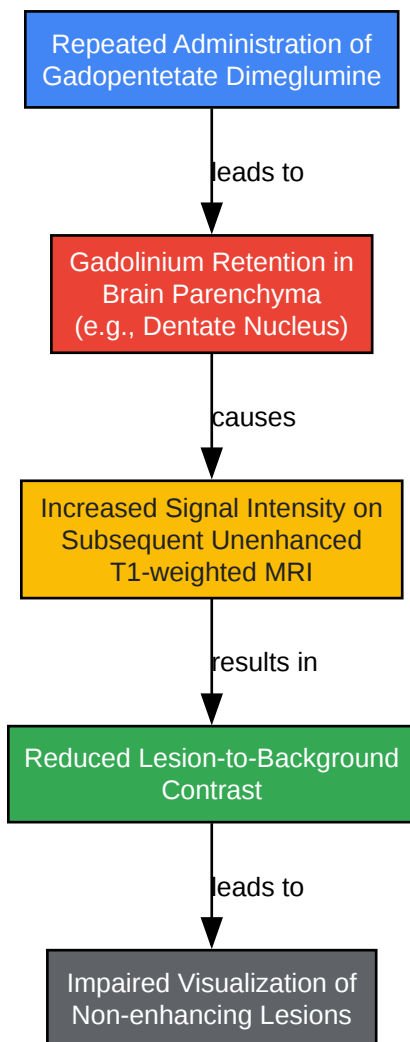 Repeated Administration of
Gadopentetate Dimeglumine
leads to
Gadolinium Retention in
Brain Parenchyma
(e.g., Dentate Nucleus)
causes
Increased Signal Intensity on
Subsequent Unenhanced
T1-weighted MRI
results in
Reduced Lesion-to-Background
Contrast
leads to
Impaired Visualization of
Non-enhancing Lesions